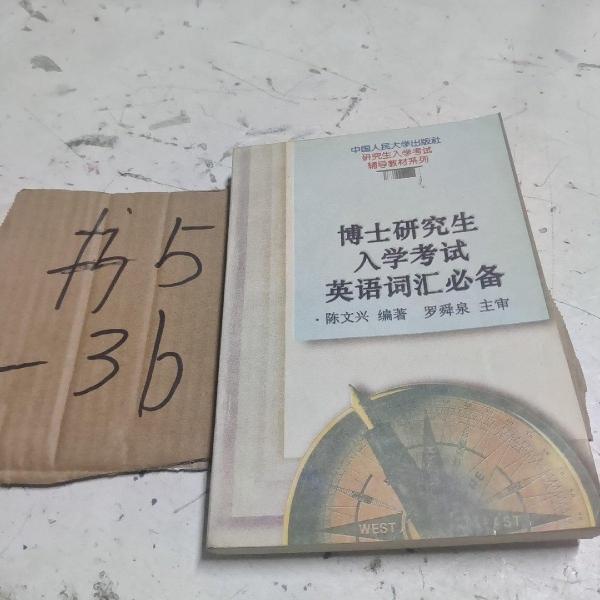 书5
-36
中国人民大学出版社
研究生入学考试
辅导教材系列
博士研究生
入学考试
英语词汇必备
·陈文兴 编著 罗舜泉 主审
WEST
EAST